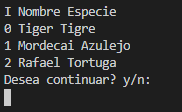 I Nombre Especie
0 Tiger Tigre
1 Mordecai Azulejo
2 Rafael Tortuga
Desea continuar? y/n: